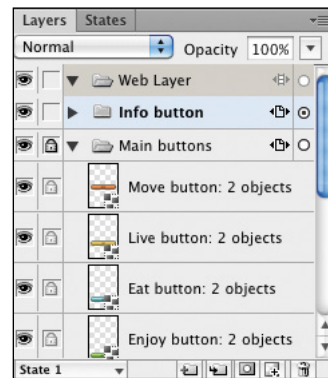 Layers States
Normal Opacity 100%
Web Layer
Info button
Main buttons
Move button: 2 objects
Live button: 2 objects
Eat button: 2 objects
Enjoy button: 2 objects
State 1